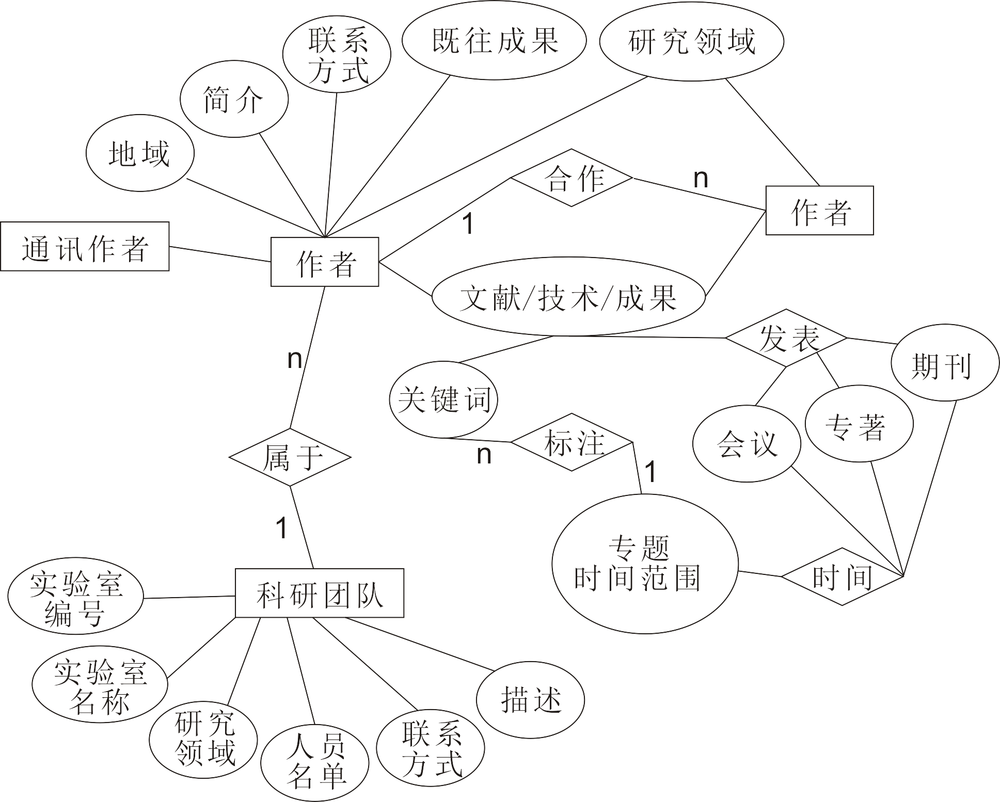 联系
方式
既往成果
研究领域
简介
地域
合作
n
1
作者
通讯作者
作者
文献/技术/成果
发表
期刊
n
关键词
专著
标注
会议
n
属于
1
1
专题
时间范围
时间
实验室
编号
科研团队
实验室
名称
描述
研究
领域
人员
名单
联系
方式